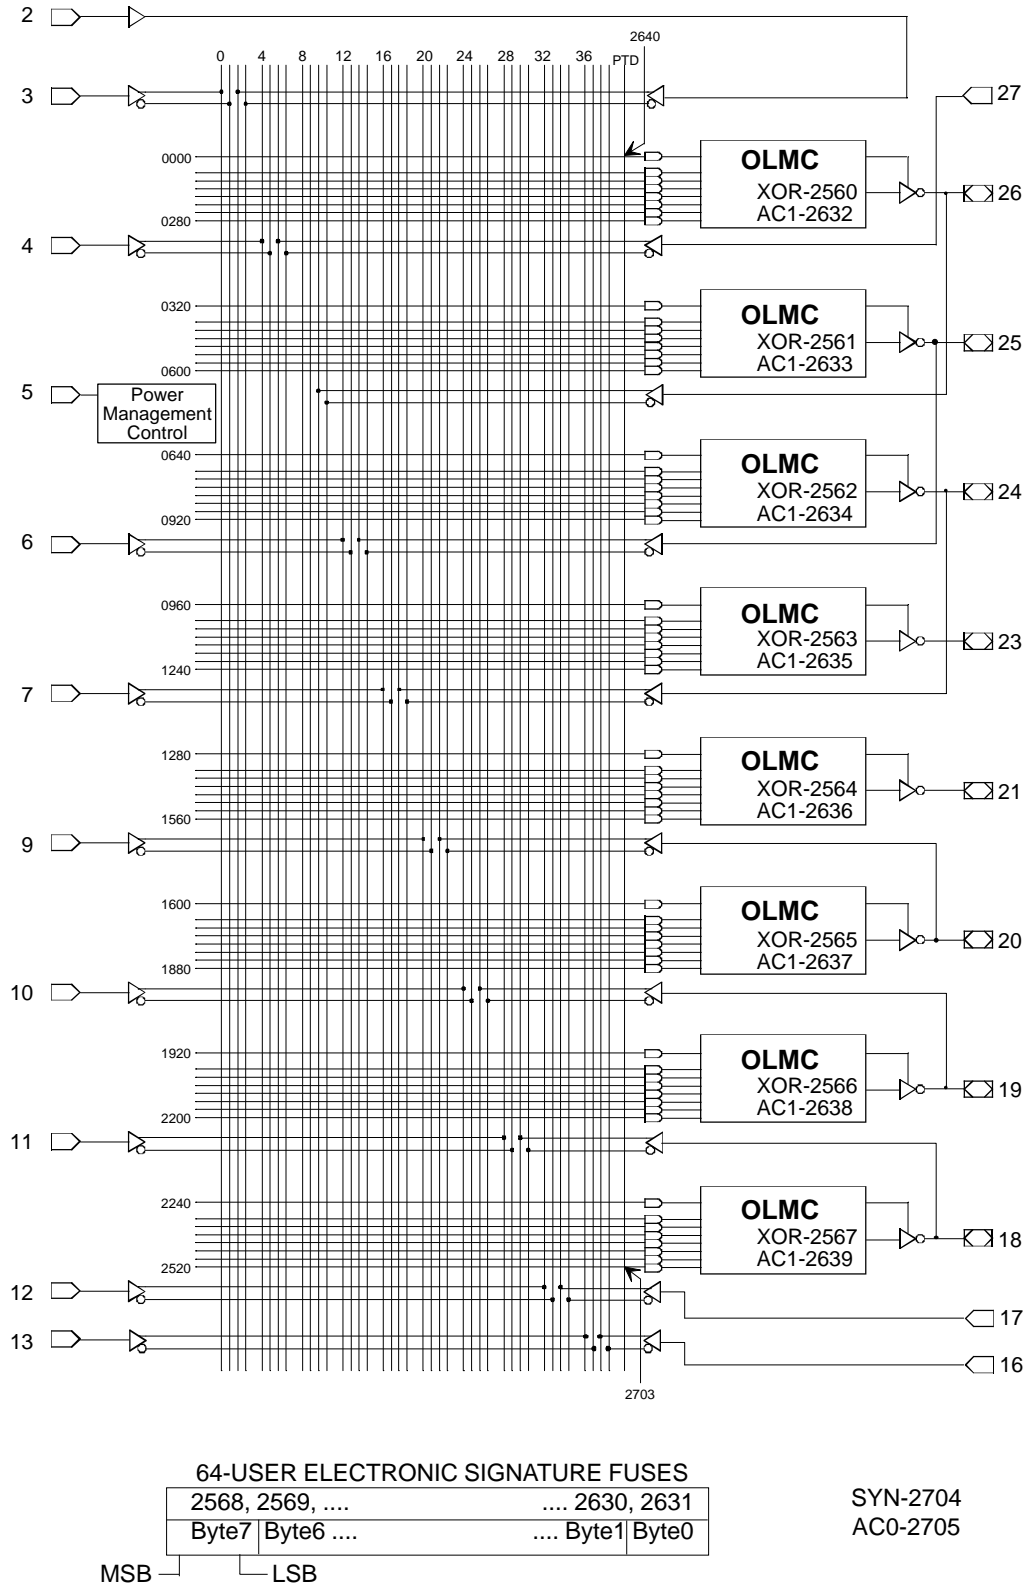 2
2640
0 4 8 12 16 20 24 28 32 36 PTD
3
27
0000
OLMC
XOR-2560
AC1-2632
26
0280
4
0320
OLMC
XOR-2561
AC1-2633
25
0600
5
Power
Management
Control
0640
OLMC
XOR-2562
AC1-2634
24
0920
6
0960
OLMC
XOR-2563
AC1-2635
23
1240
7
1280
OLMC
XOR-2564
AC1-2636
21
1560
9
1600
OLMC
XOR-2565
AC1-2637
20
1880
10
1920
OLMC
XOR-2566
AC1-2638
19
2200
11
2240
OLMC
XOR-2567
AC1-2639
18
2520
12
17
13
16
2703
64-USER ELECTRONIC SIGNATURE FUSES
2568, 2569, .... .... 2630, 2631
Byte7 Byte6 .... .... Byte1 Byte0
MSB LSB
SYN-2704
AC0-2705